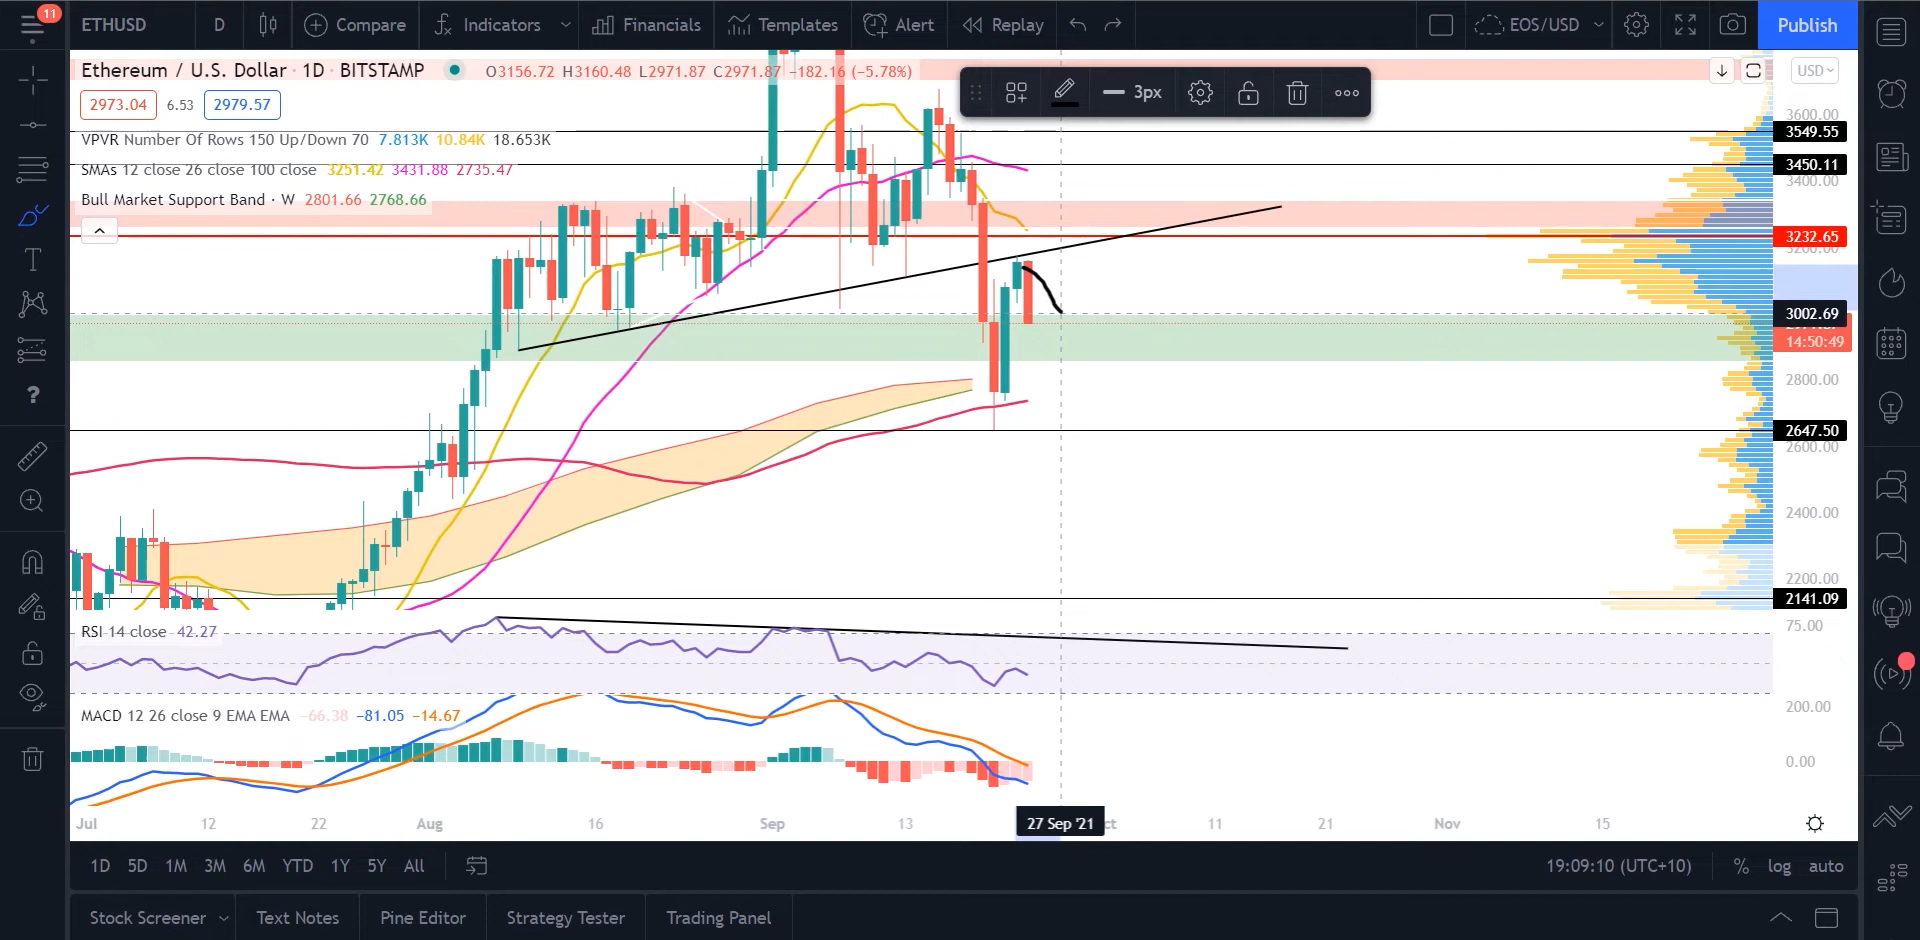 11
ETHUSD
D
Compare
Indicators
Financials
Templates
Alert
Replay
EOS/USD
Publish
Ethereum / U.S. Dollar · 1D · BITSTAMP
O3156.72 H3160.48 L2971.87 C2971.87 −182.16 (−5.78%)
2973.04 6.53 2979.57
VPVR Number Of Rows 150 Up/Down 70 7.813K 10.84K 18.653K
SMAs 12 close 26 close 100 close 3251.42 3431.88 2735.47
Bull Market Support Band · W 2801.66 2768.66
3px
USD
3600.00
3549.55
3450.11
3400.00
3232.65
3200.00
3002.69
14:50:49
2800.00
2647.50
2600.00
2400.00
2200.00
2141.09
RSI 14 close 42.27
75.00
MACD 12 26 close 9 EMA EMA −66.38 −81.05 −14.67
200.00
0.00
Jul 12 22 Aug 16 Sep 13 27 Sep '21 ct 11 21 Nov 15
1D 5D 1M 3M 6M YTD 1Y 5Y All
19:09:10 (UTC+10)
% log auto
Stock Screener
Text Notes
Pine Editor
Strategy Tester
Trading Panel